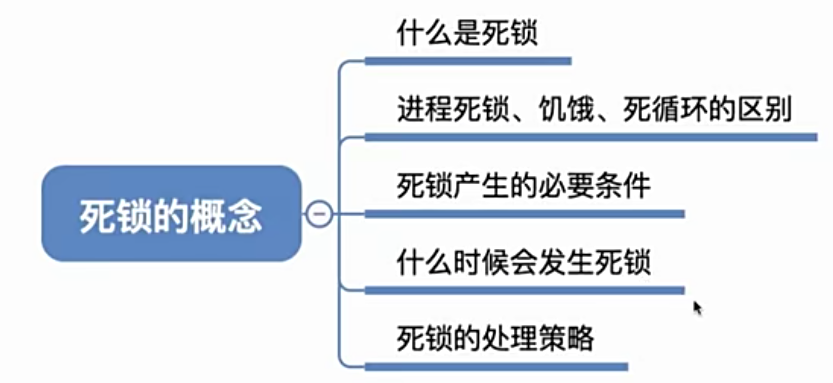 什么是死锁
进程死锁、饥饿、死循环的区别
死锁的概念
死锁产生的必要条件
什么时候会发生死锁
死锁的处理策略